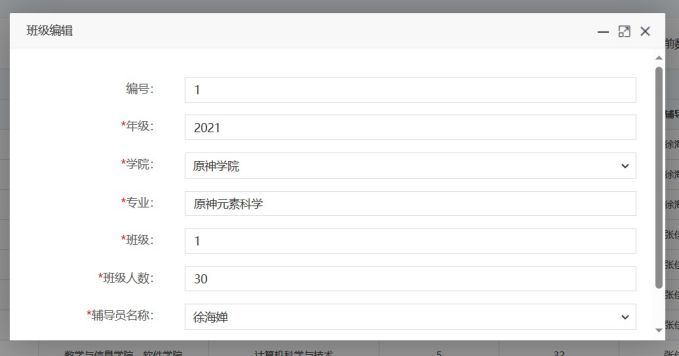 班级编辑
编号： 1
*年级： 2021
*学院： 原神学院
*专业： 原神元素科学
*班级： 1
*班级人数： 30
*辅导员名称： 徐海婵